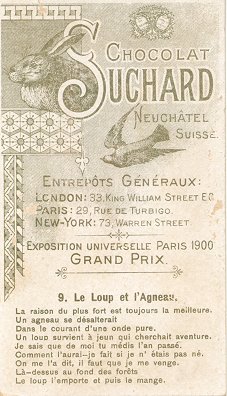 CHOCOLAT
SUCHARD
NEUCHÂTEL
SUISSE.
ENTREPÔTS GÉNÉRAUX:
LONDON: 33, KING WILLIAM STREET E.C.
PARIS: 29, RUE DE TURBIGO.
NEW-YORK: 73, WARREN STREET
EXPOSITION UNIVERSELLE PARIS 1900
GRAND PRIX.
9. Le Loup et l'Agneau.
La raison du plus fort est toujours la meilleure.
Un agneau se désaltérait
Dans le courant d'une onde pure.
Un loup survient à jeun qui cherchait aventure.
Je sais que de moi tu médis l'an passé.
Comment l'aurai-je fait si je n' étais pas né.
On me l'a dit, il faut que je me venge.
Là-dessus au fond des forêts
Le loup l'emporte et puis le mange.